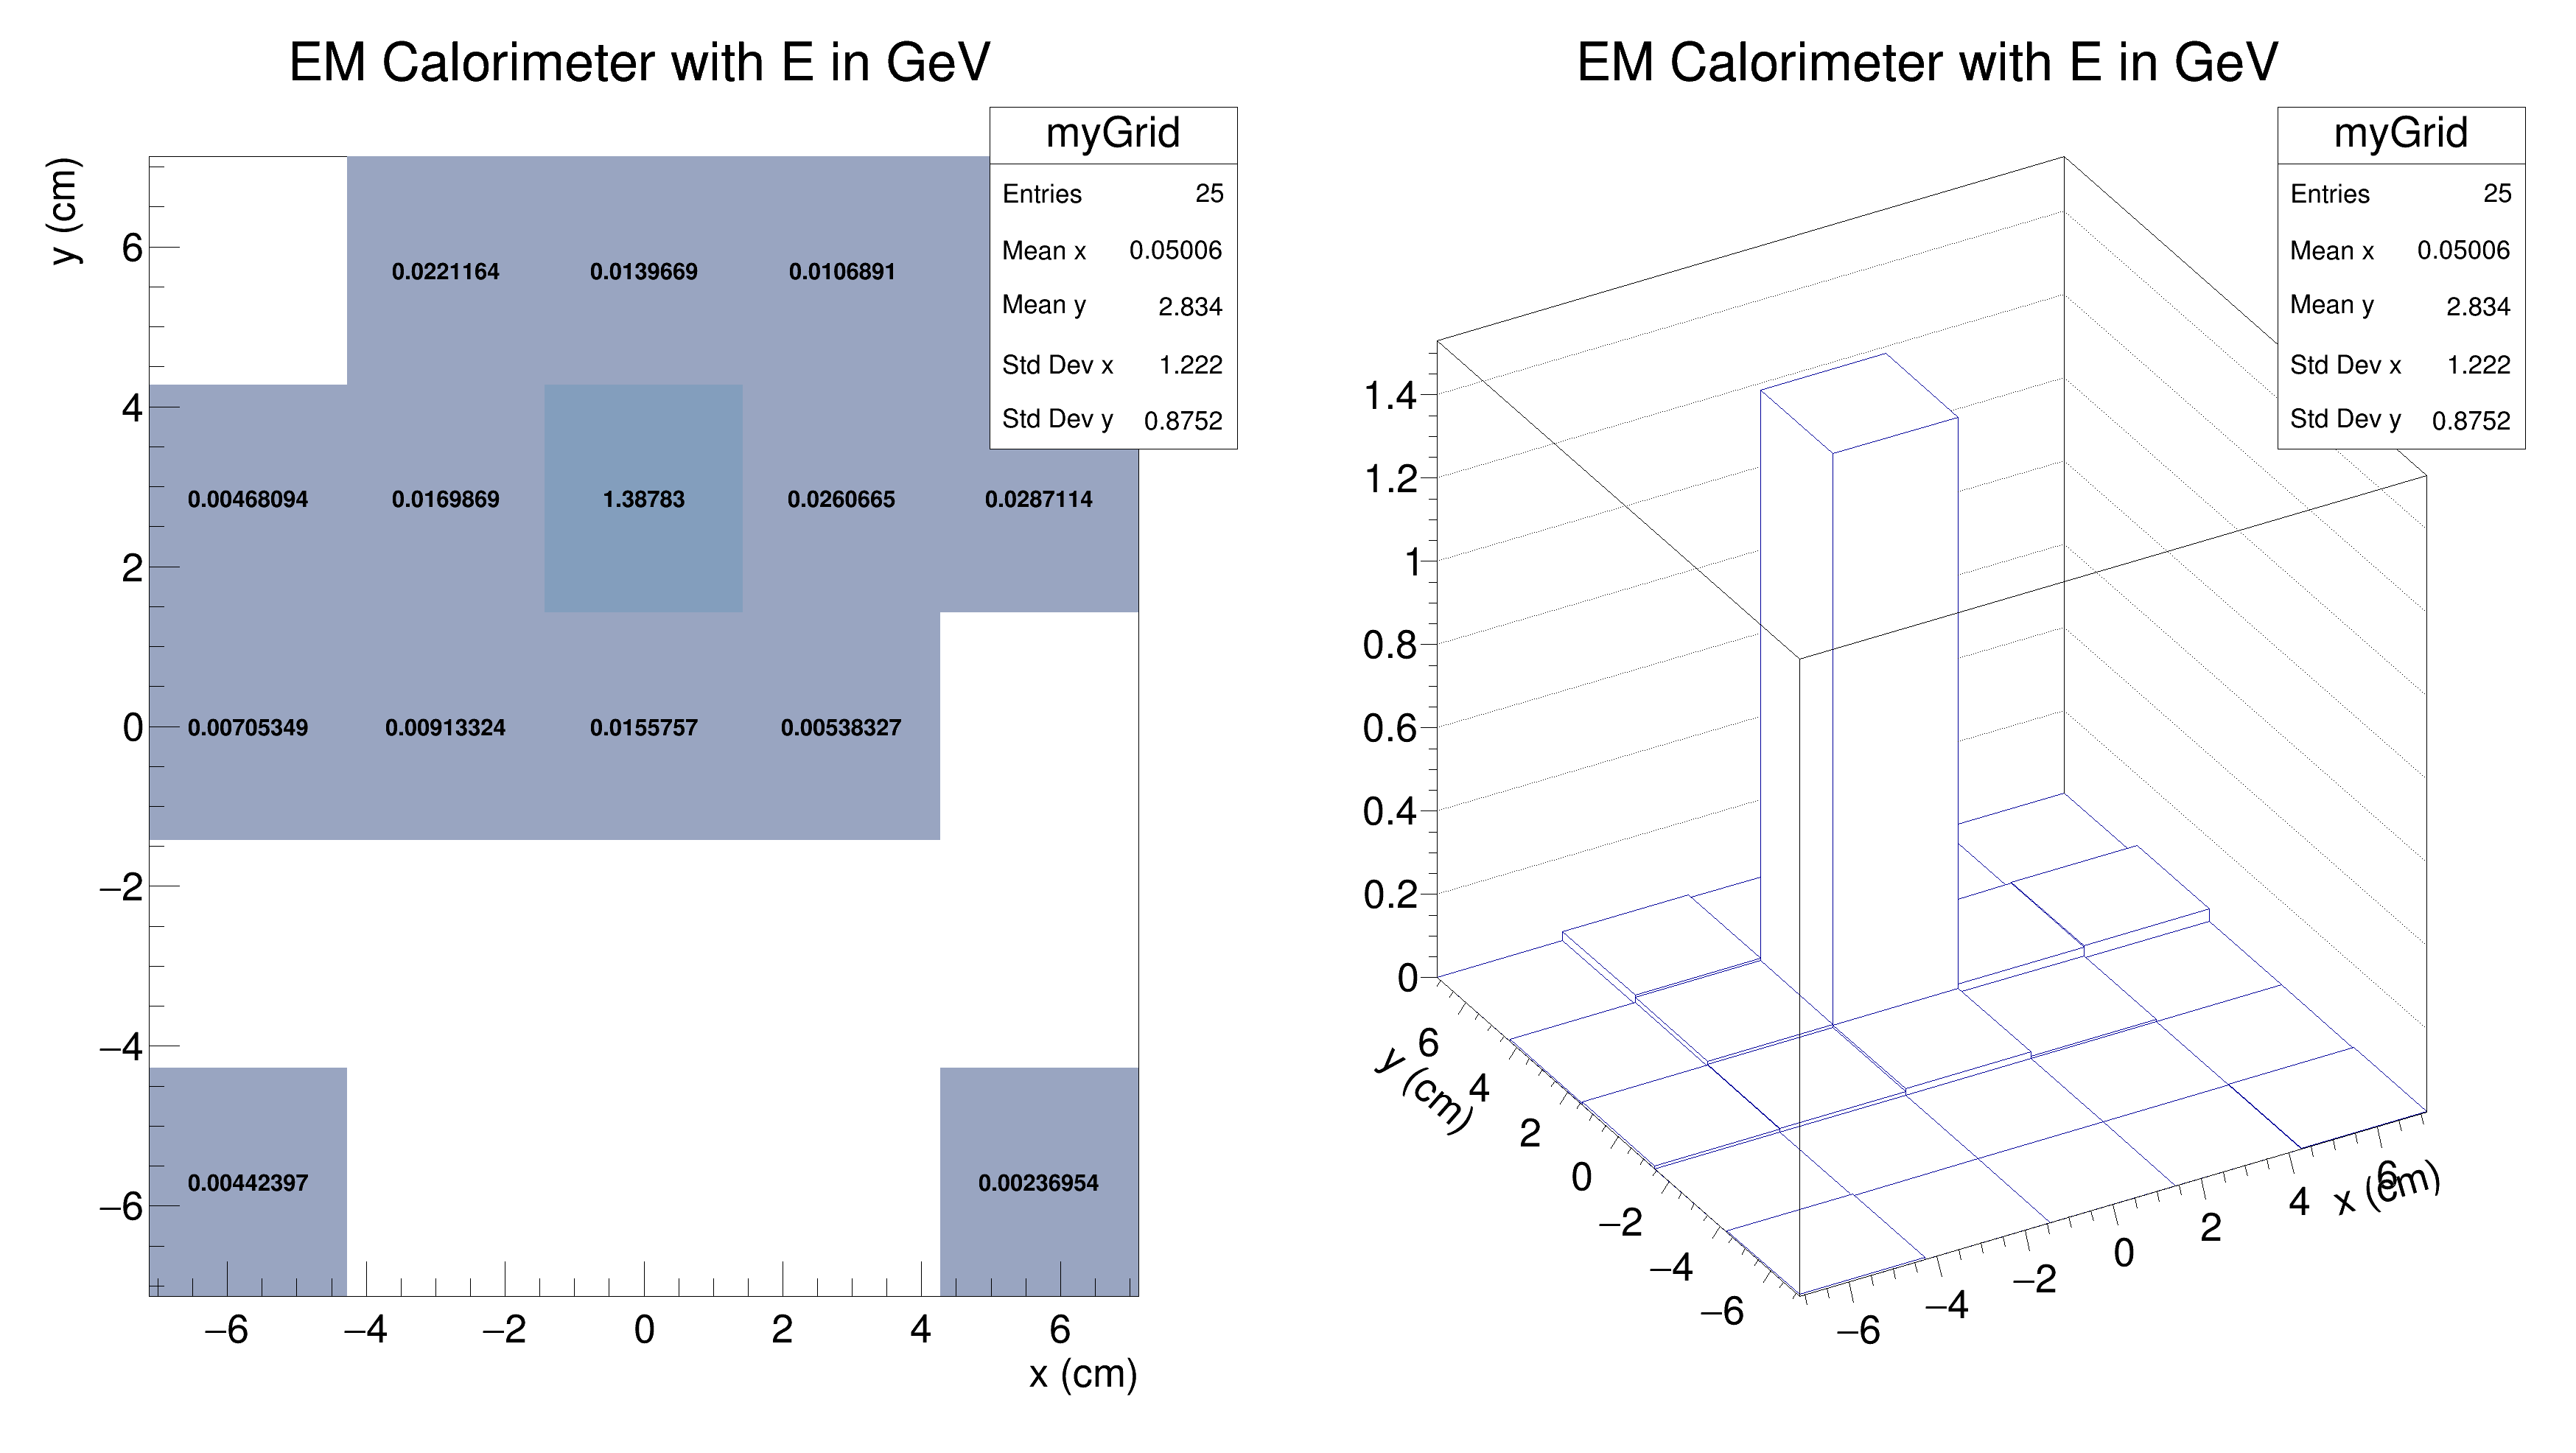 EM Calorimeter with E in GeV
myGrid
Entries 25
Mean x 0.05006
Mean y 2.834
Std Dev x 1.222
Std Dev y 0.8752
y (cm)
6
4
2
0
−2
−4
−6
0.0221164 0.0139669 0.0106891
0.00468094 0.0169869 1.38783 0.0260665 0.0287114
0.00705349 0.00913324 0.0155757 0.00538327
0.00442397 0.00236954
−6 −4 −2 0 2 4 6
x (cm)
EM Calorimeter with E in GeV
myGrid
Entries 25
Mean x 0.05006
Mean y 2.834
Std Dev x 1.222
Std Dev y 0.8752
1.4
1.2
1
0.8
0.6
0.4
0.2
0
6
4
2
0
−2
−4
−6
y (cm)
−6
−4
−2
0
2
4
6
x (cm)